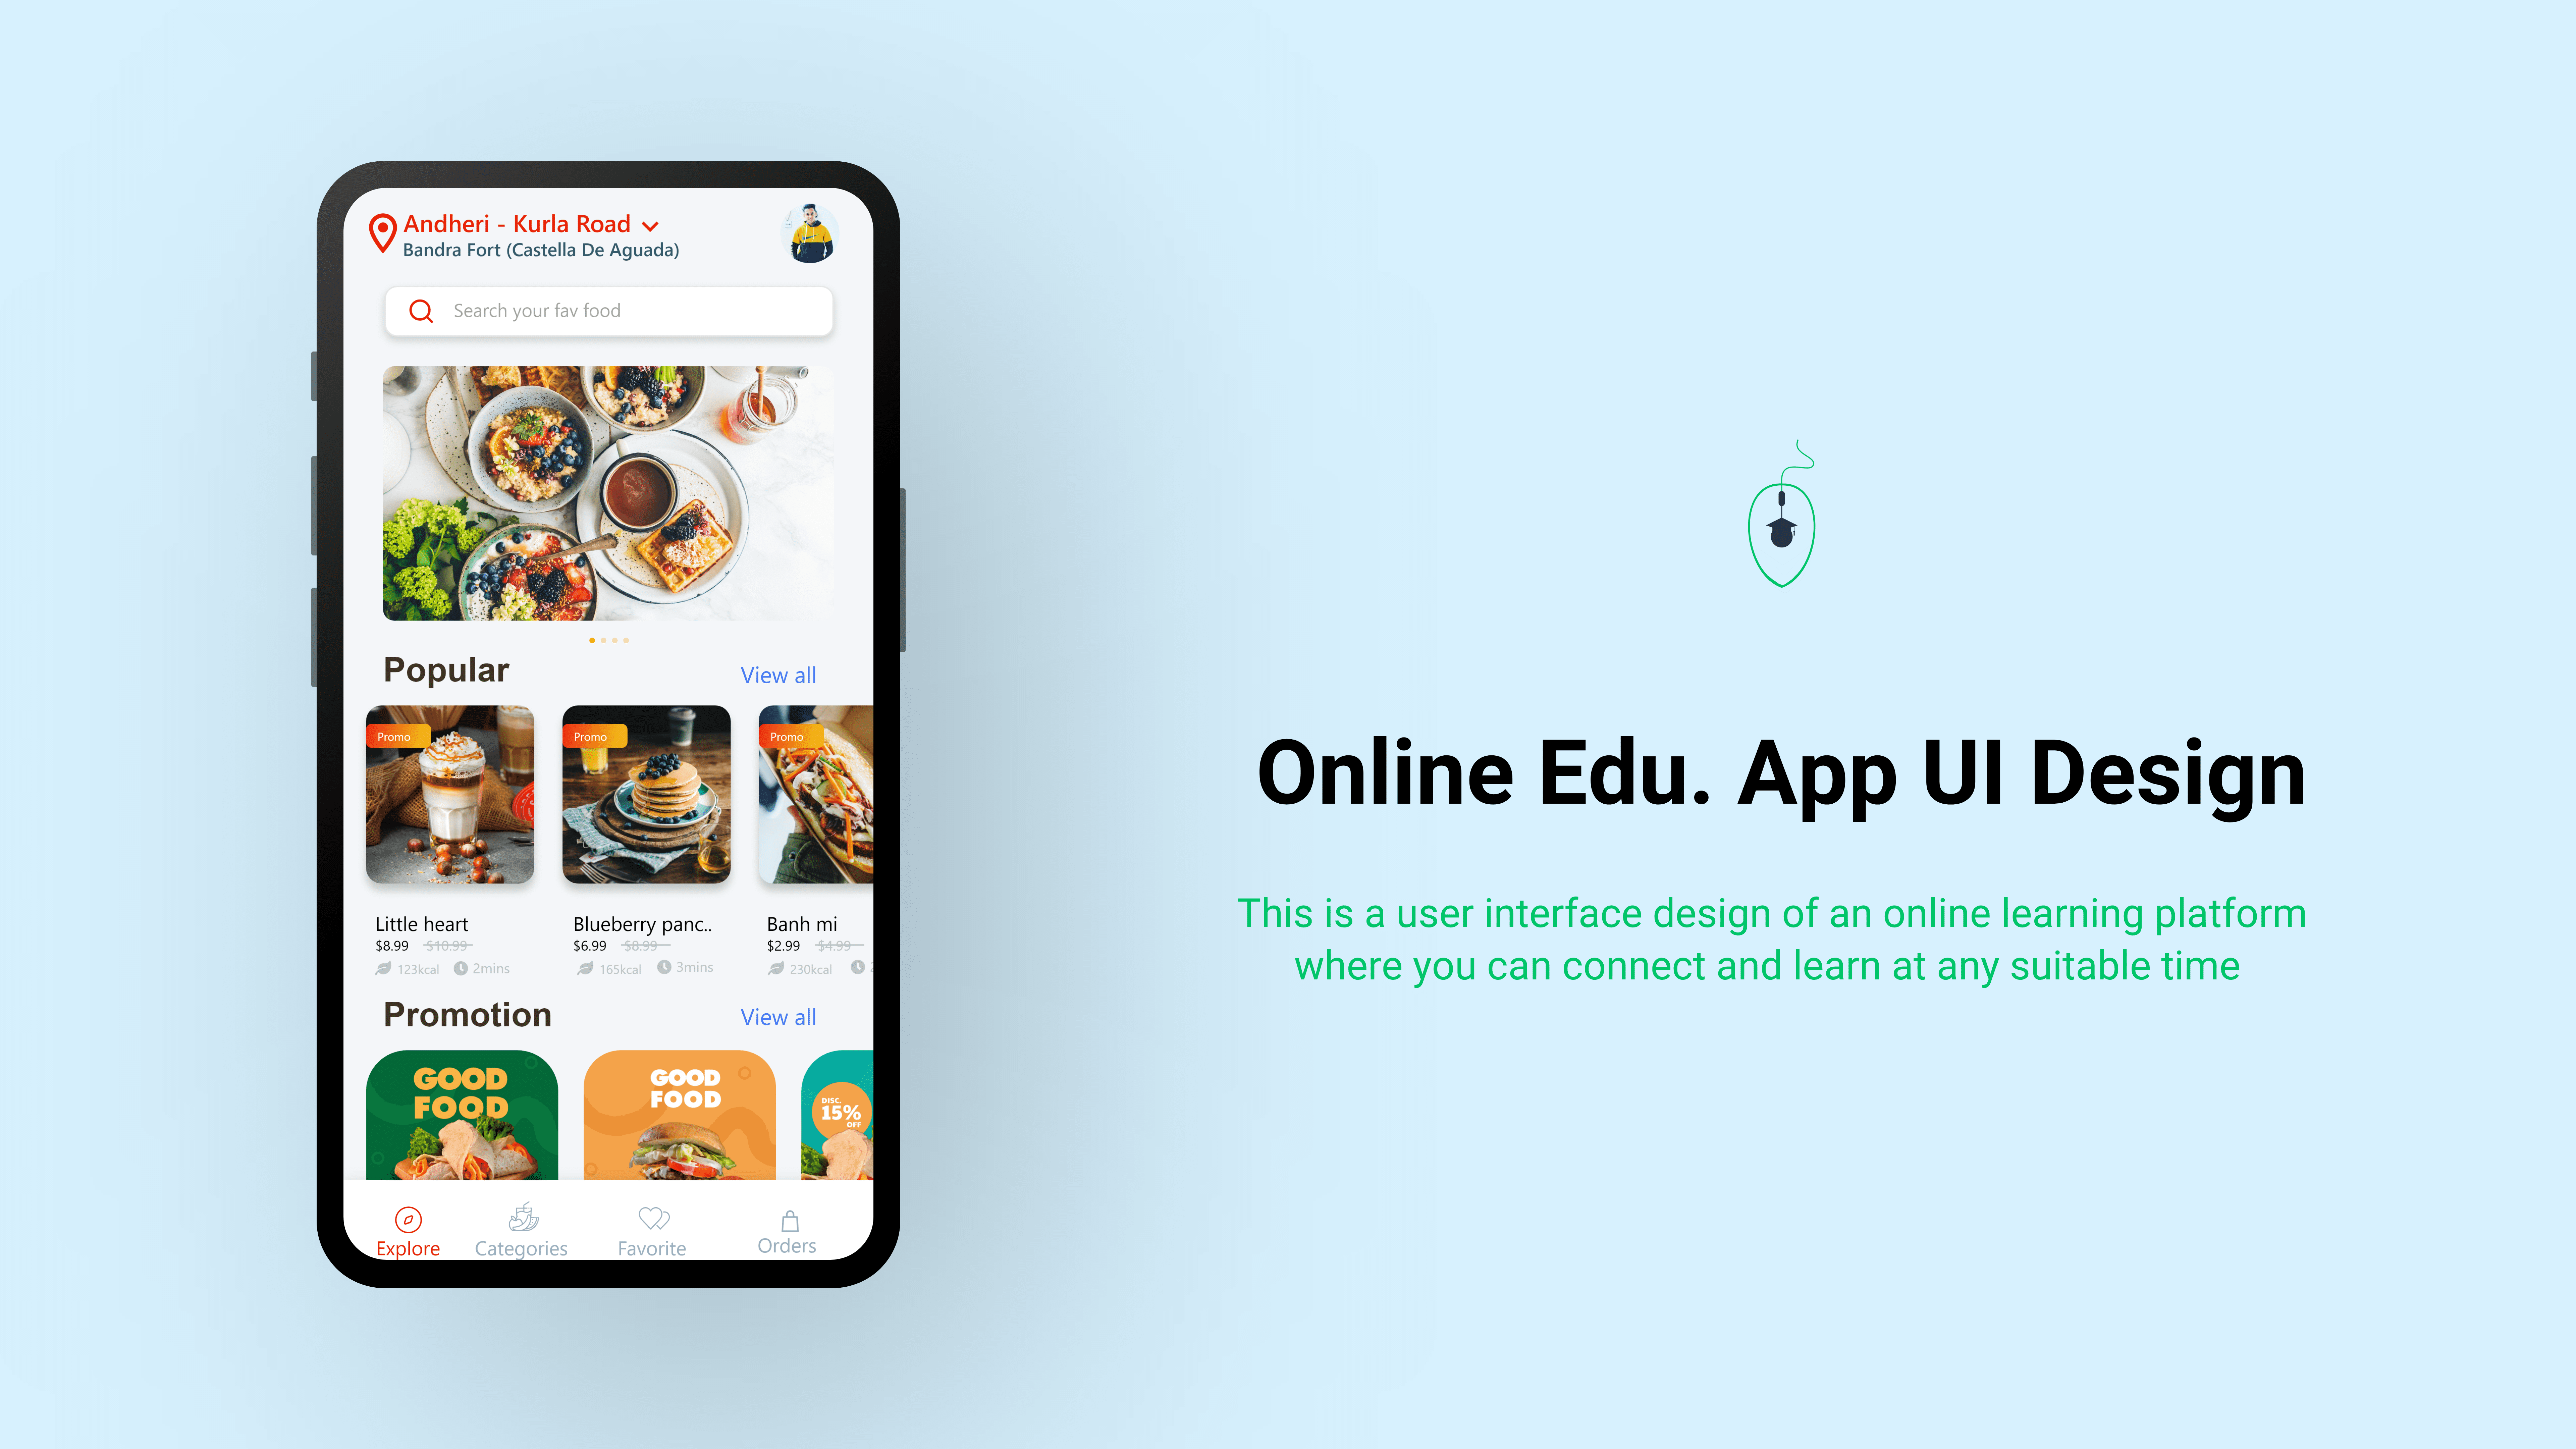 Andheri - Kurla Road
Bandra Fort (Castella De Aguada)
Search your fav food
Popular
View all
Promo
Promo
Promo
Little heart
$8.99 $10.99
123kcal 2mins
Blueberry panc..
$6.99 $8.99
165kcal 3mins
Banh mi
$2.99 $4.99
230kcal
Promotion
View all
GOOD
FOOD
GOOD
FOOD
DISC.
15%
OFF
Explore
Categories
Favorite
Orders
Online Edu. App UI Design
This is a user interface design of an online learning platform
where you can connect and learn at any suitable time